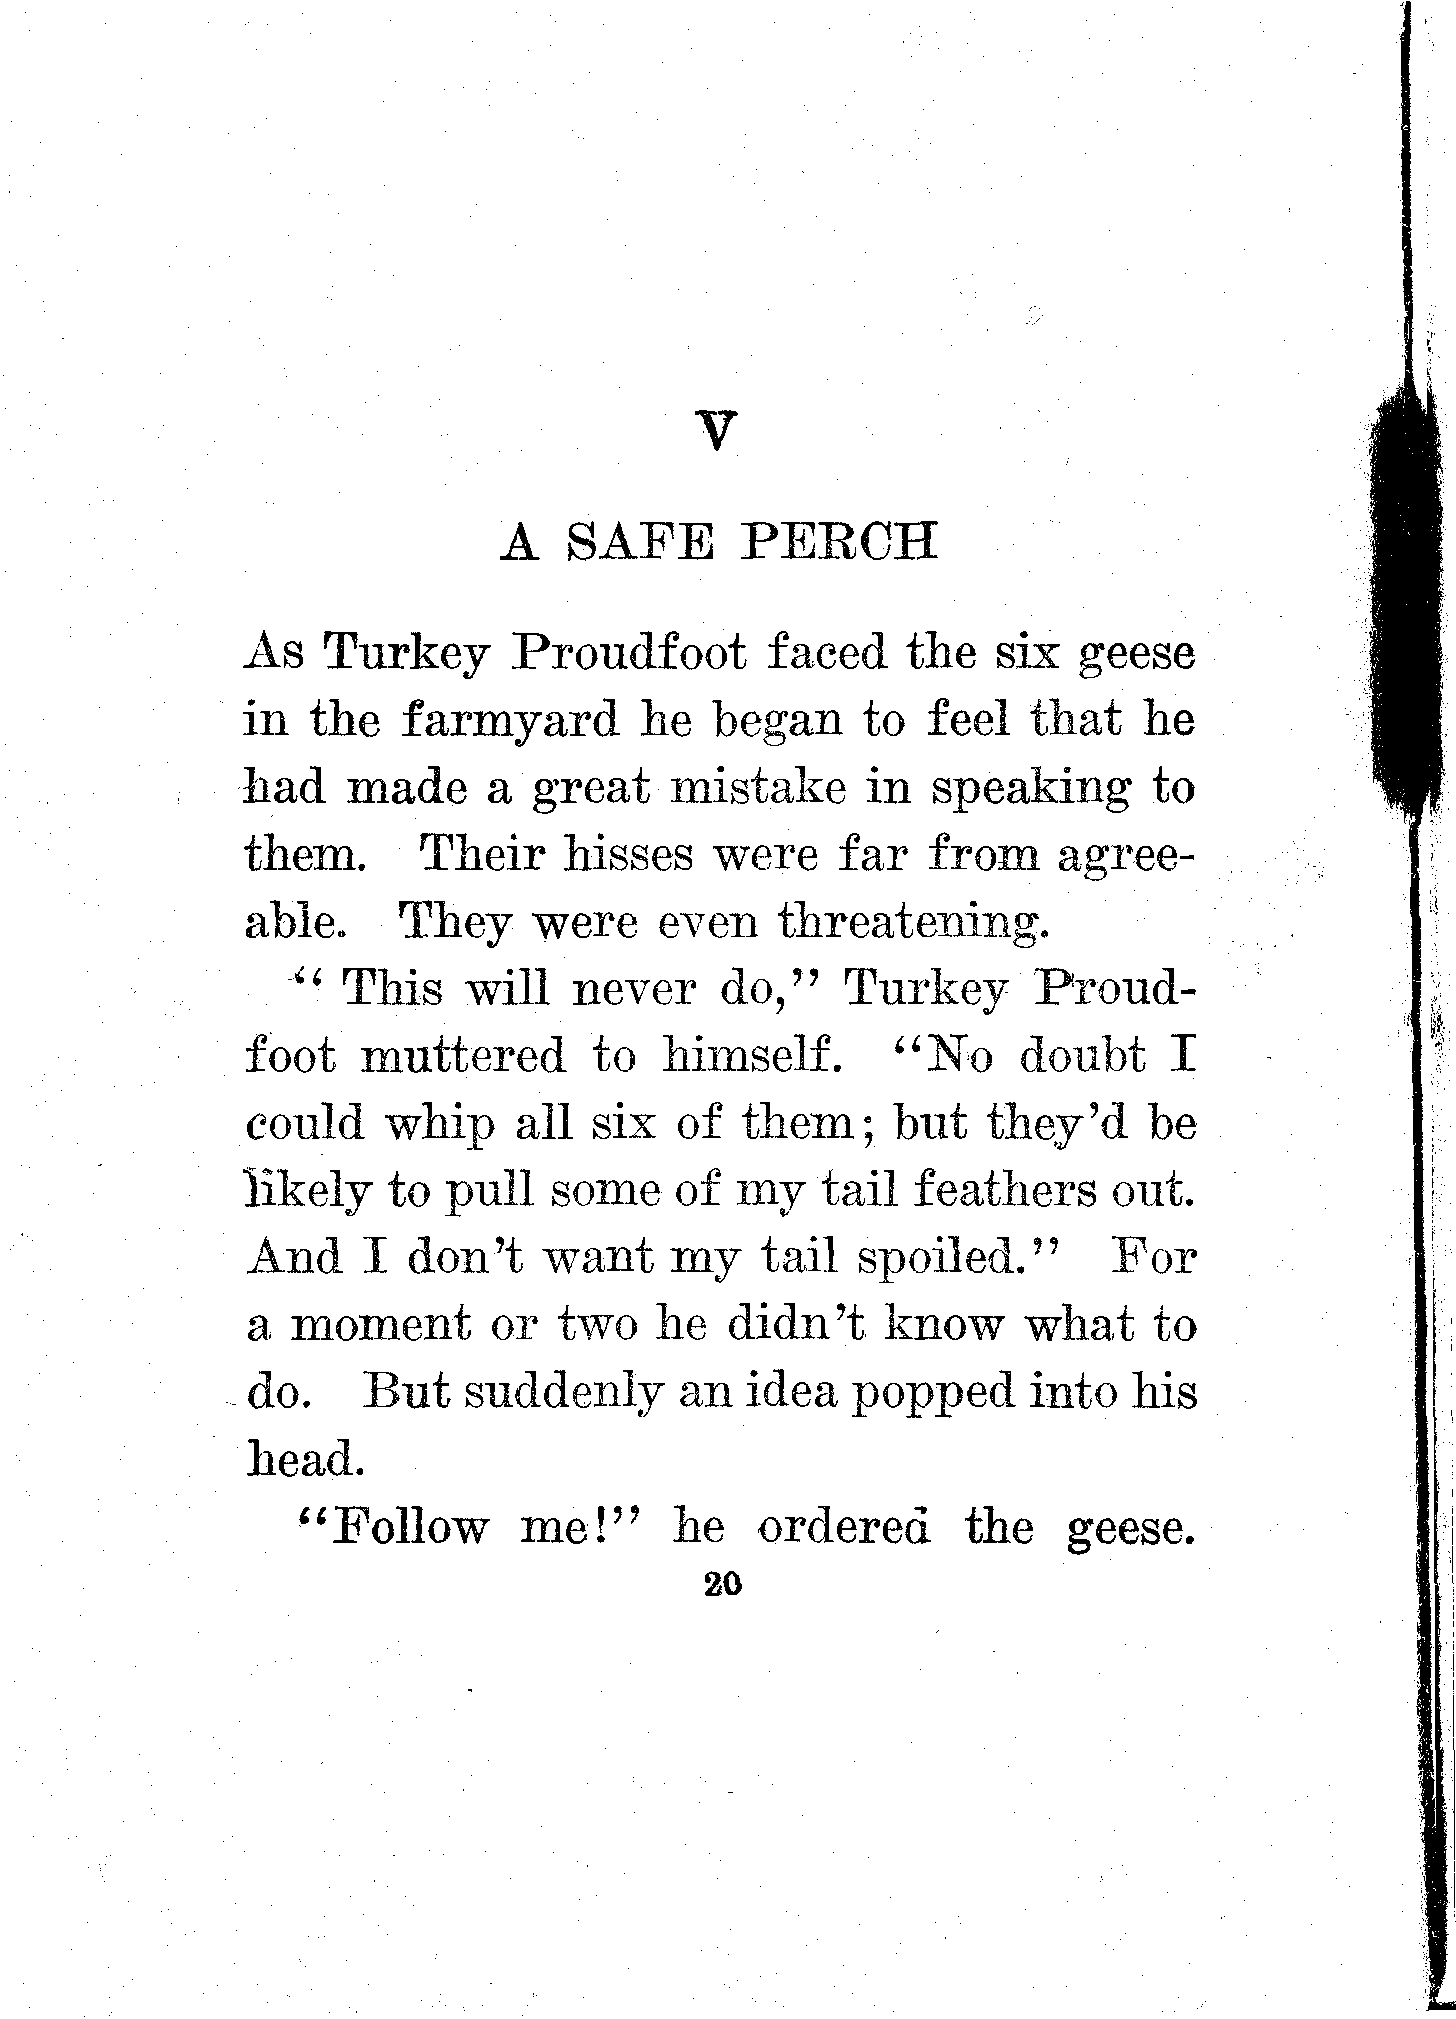 V
A SAFE PERCH
As Turkey Proudfoot faced the six geese
in the farmyard he began to feel that he
had made a great mistake in speaking to
them. Their hisses were far from agree-
able. They were even threatening.
“This will never do,” Turkey Proud-
foot muttered to himself. “No doubt I
could whip all six of them; but they’d be
likely to pull some of my tail feathers out.
And I don’t want my tail spoiled.” For
a moment or two he didn’t know what to
do. But suddenly an idea popped into his
head.
“Follow me!” he ordered the geese.
20